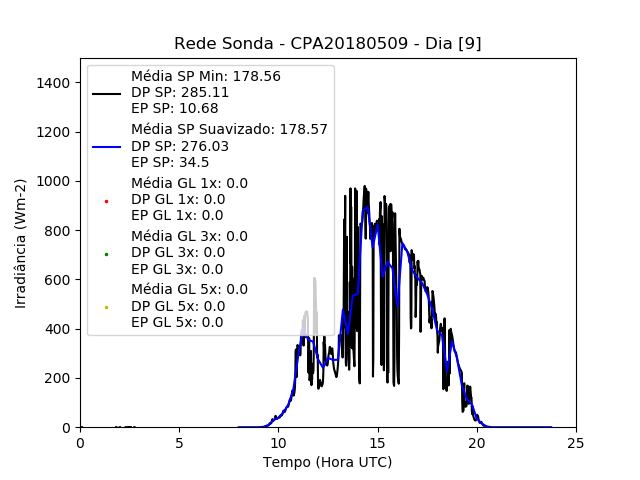 Rede Sonda - CPA20180509 - Dia [9]
Irradiância (Wm-2)
1400
1200
1000
800
600
400
200
0
Média SP Min: 178.56
DP SP: 285.11
EP SP: 10.68
Média SP Suavizado: 178.57
DP SP: 276.03
EP SP: 34.5
Média GL 1x: 0.0
DP GL 1x: 0.0
EP GL 1x: 0.0
Média GL 3x: 0.0
DP GL 3x: 0.0
EP GL 3x: 0.0
Média GL 5x: 0.0
DP GL 5x: 0.0
EP GL 5x: 0.0
0 5 10 15 20 25
Tempo (Hora UTC)